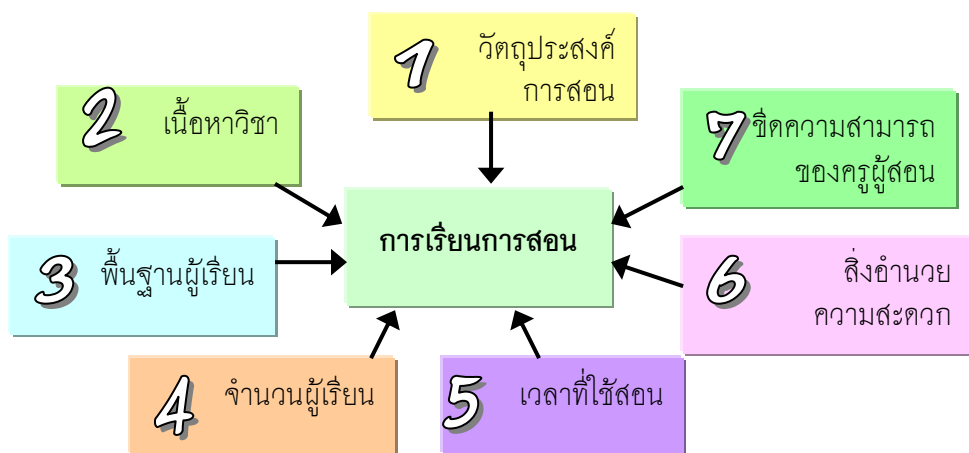 1 วัตถุประสงค์
การสอน
2 เนื้อหาวิชา
3 พื้นฐานผู้เรียน
4 จำนวนผู้เรียน
5 เวลาที่ใช้สอน
6 สิ่งอำนวย
ความสะดวก
7 ขีดความสามารถ
ของครูผู้สอน
การเรียนการสอน